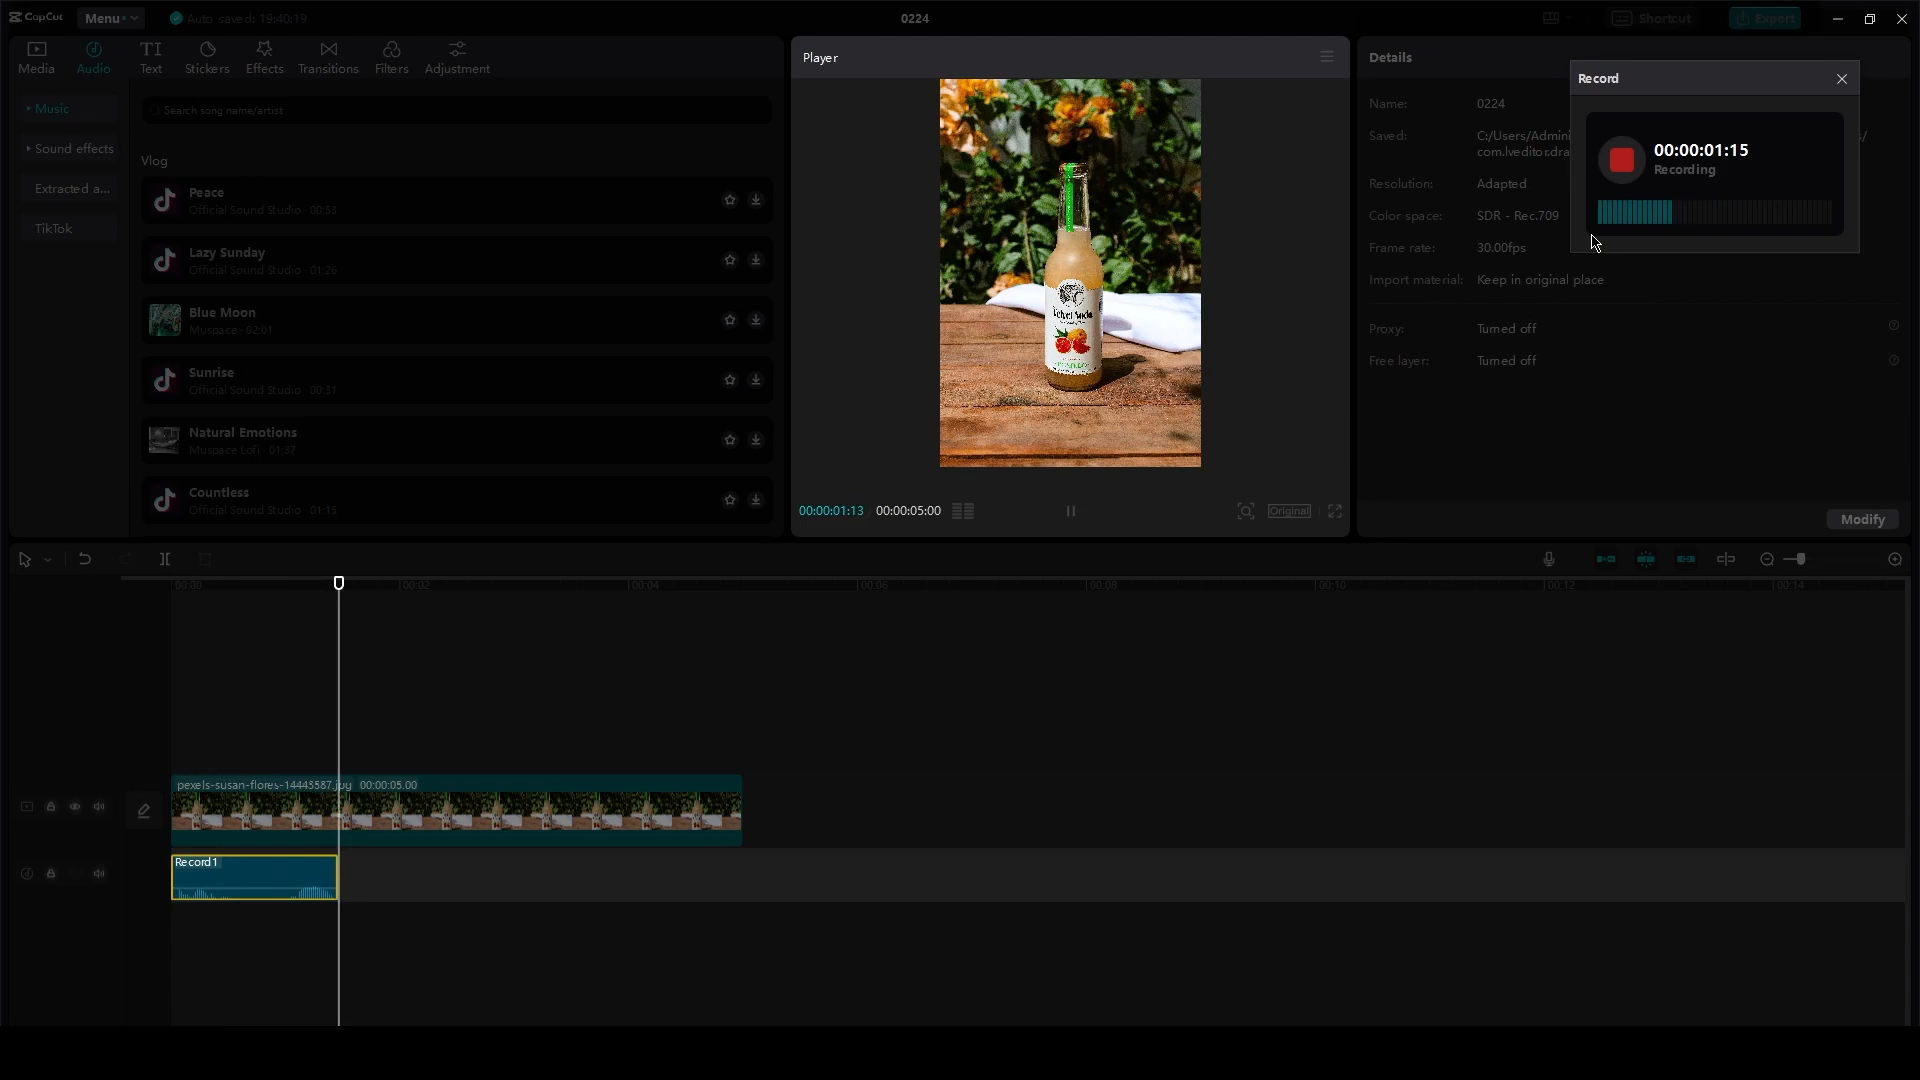 CapCut
Menu
Auto saved: 19:40:19
0224
Shortcut
Export
Media
Audio
Text
Stickers
Effects
Transitions
Filters
Adjustment
Music
Sound effects
Extracted a...
TikTok
Search song name/artist
Vlog
Peace
Official Sound Studio · 00:53
Lazy Sunday
Official Sound Studio · 01:26
Blue Moon
Muspace · 02:01
Sunrise
Official Sound Studio · 00:31
Natural Emotions
Muspace Lofi · 01:37
Countless
Official Sound Studio · 01:15
Player
00:00:01:13
00:00:05:00
Original
Details
Name:
0224
Saved:
C:/Users/Admini
com.lveditor.dra
/
Resolution:
Adapted
Color space:
SDR - Rec.709
Frame rate:
30.00fps
Import material:
Keep in original place
Proxy:
Turned off
Free layer:
Turned off
Modify
Record
00:00:01:15
Recording
00:00
00:02
00:04
00:06
00:08
00:10
00:12
00:14
pexels-susan-flores-14443587.jpg 00:00:05:00
Record1